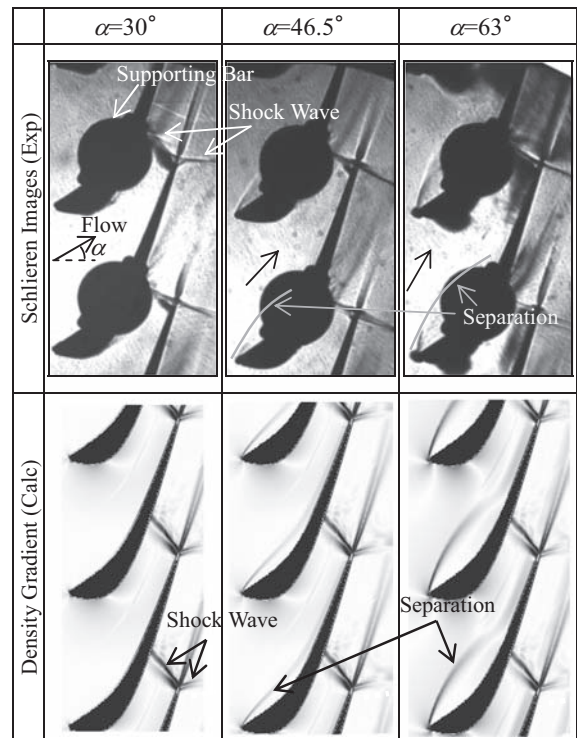 α=30°
α=46.5°
α=63°
Schlieren Images (Exp)
Supporting Bar
Shock Wave
Flow
α
Separation
Density Gradient (Calc)
Shock Wave
Separation